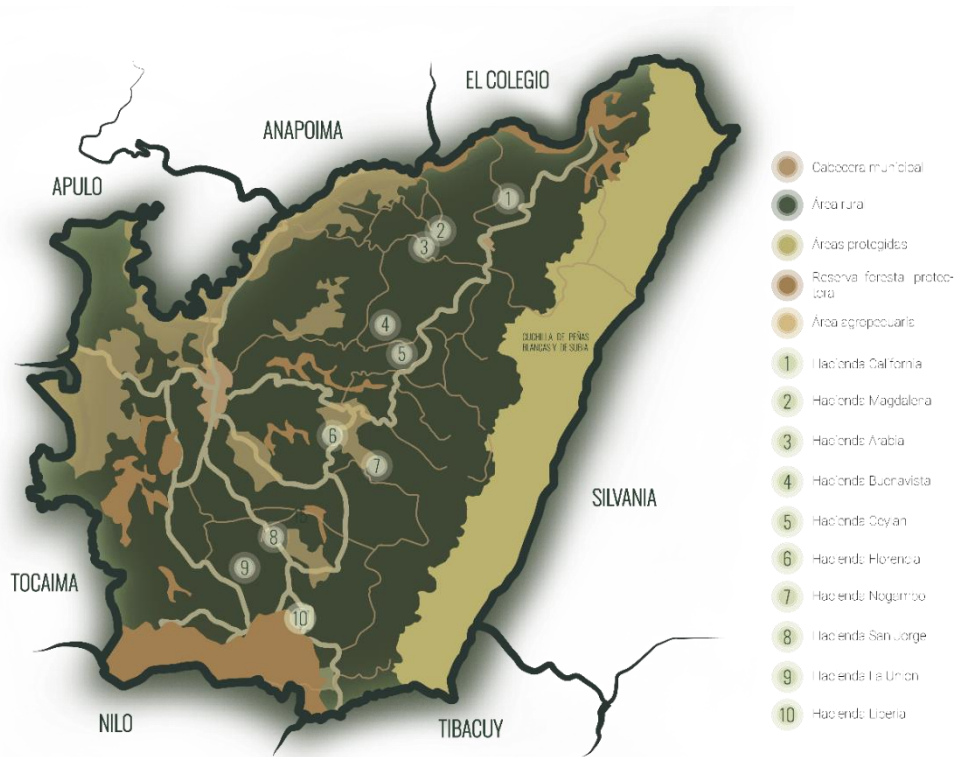 EL COLEGIO
ANAPOIMA
APULO
CUCHILLA DE PEÑAS
BLANCAS Y DE SUBIA
SILVANIA
TOCAIMA
NILO
TIBACUY
1
2
3
4
5
6
7
8
9
10
Cabecera municipal
Área rural
Áreas protegidas
Reserva foresta protec-
tora
Área agropecuaria
1 Hacienda California
2 Hacienda Magdalena
3 Hacienda Arabia
4 Hacienda Buenavista
5 Hacienda Ceylan
6 Hacienda Florencia
7 Hacienda
8 Hacienda San Jorge
9 Hacienda La Union
10 Hacienda Liberia